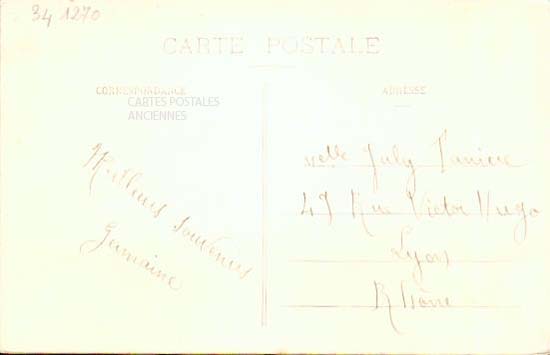 34 1270
CARTE POSTALE
CORRESPONDANCE
CARTES POSTALES
ANCIENNES
Meilleurs Souvenirs
Germaine
ADRESSE
Melle July
47 Rue Victor Hugo
Lyon
Rhône